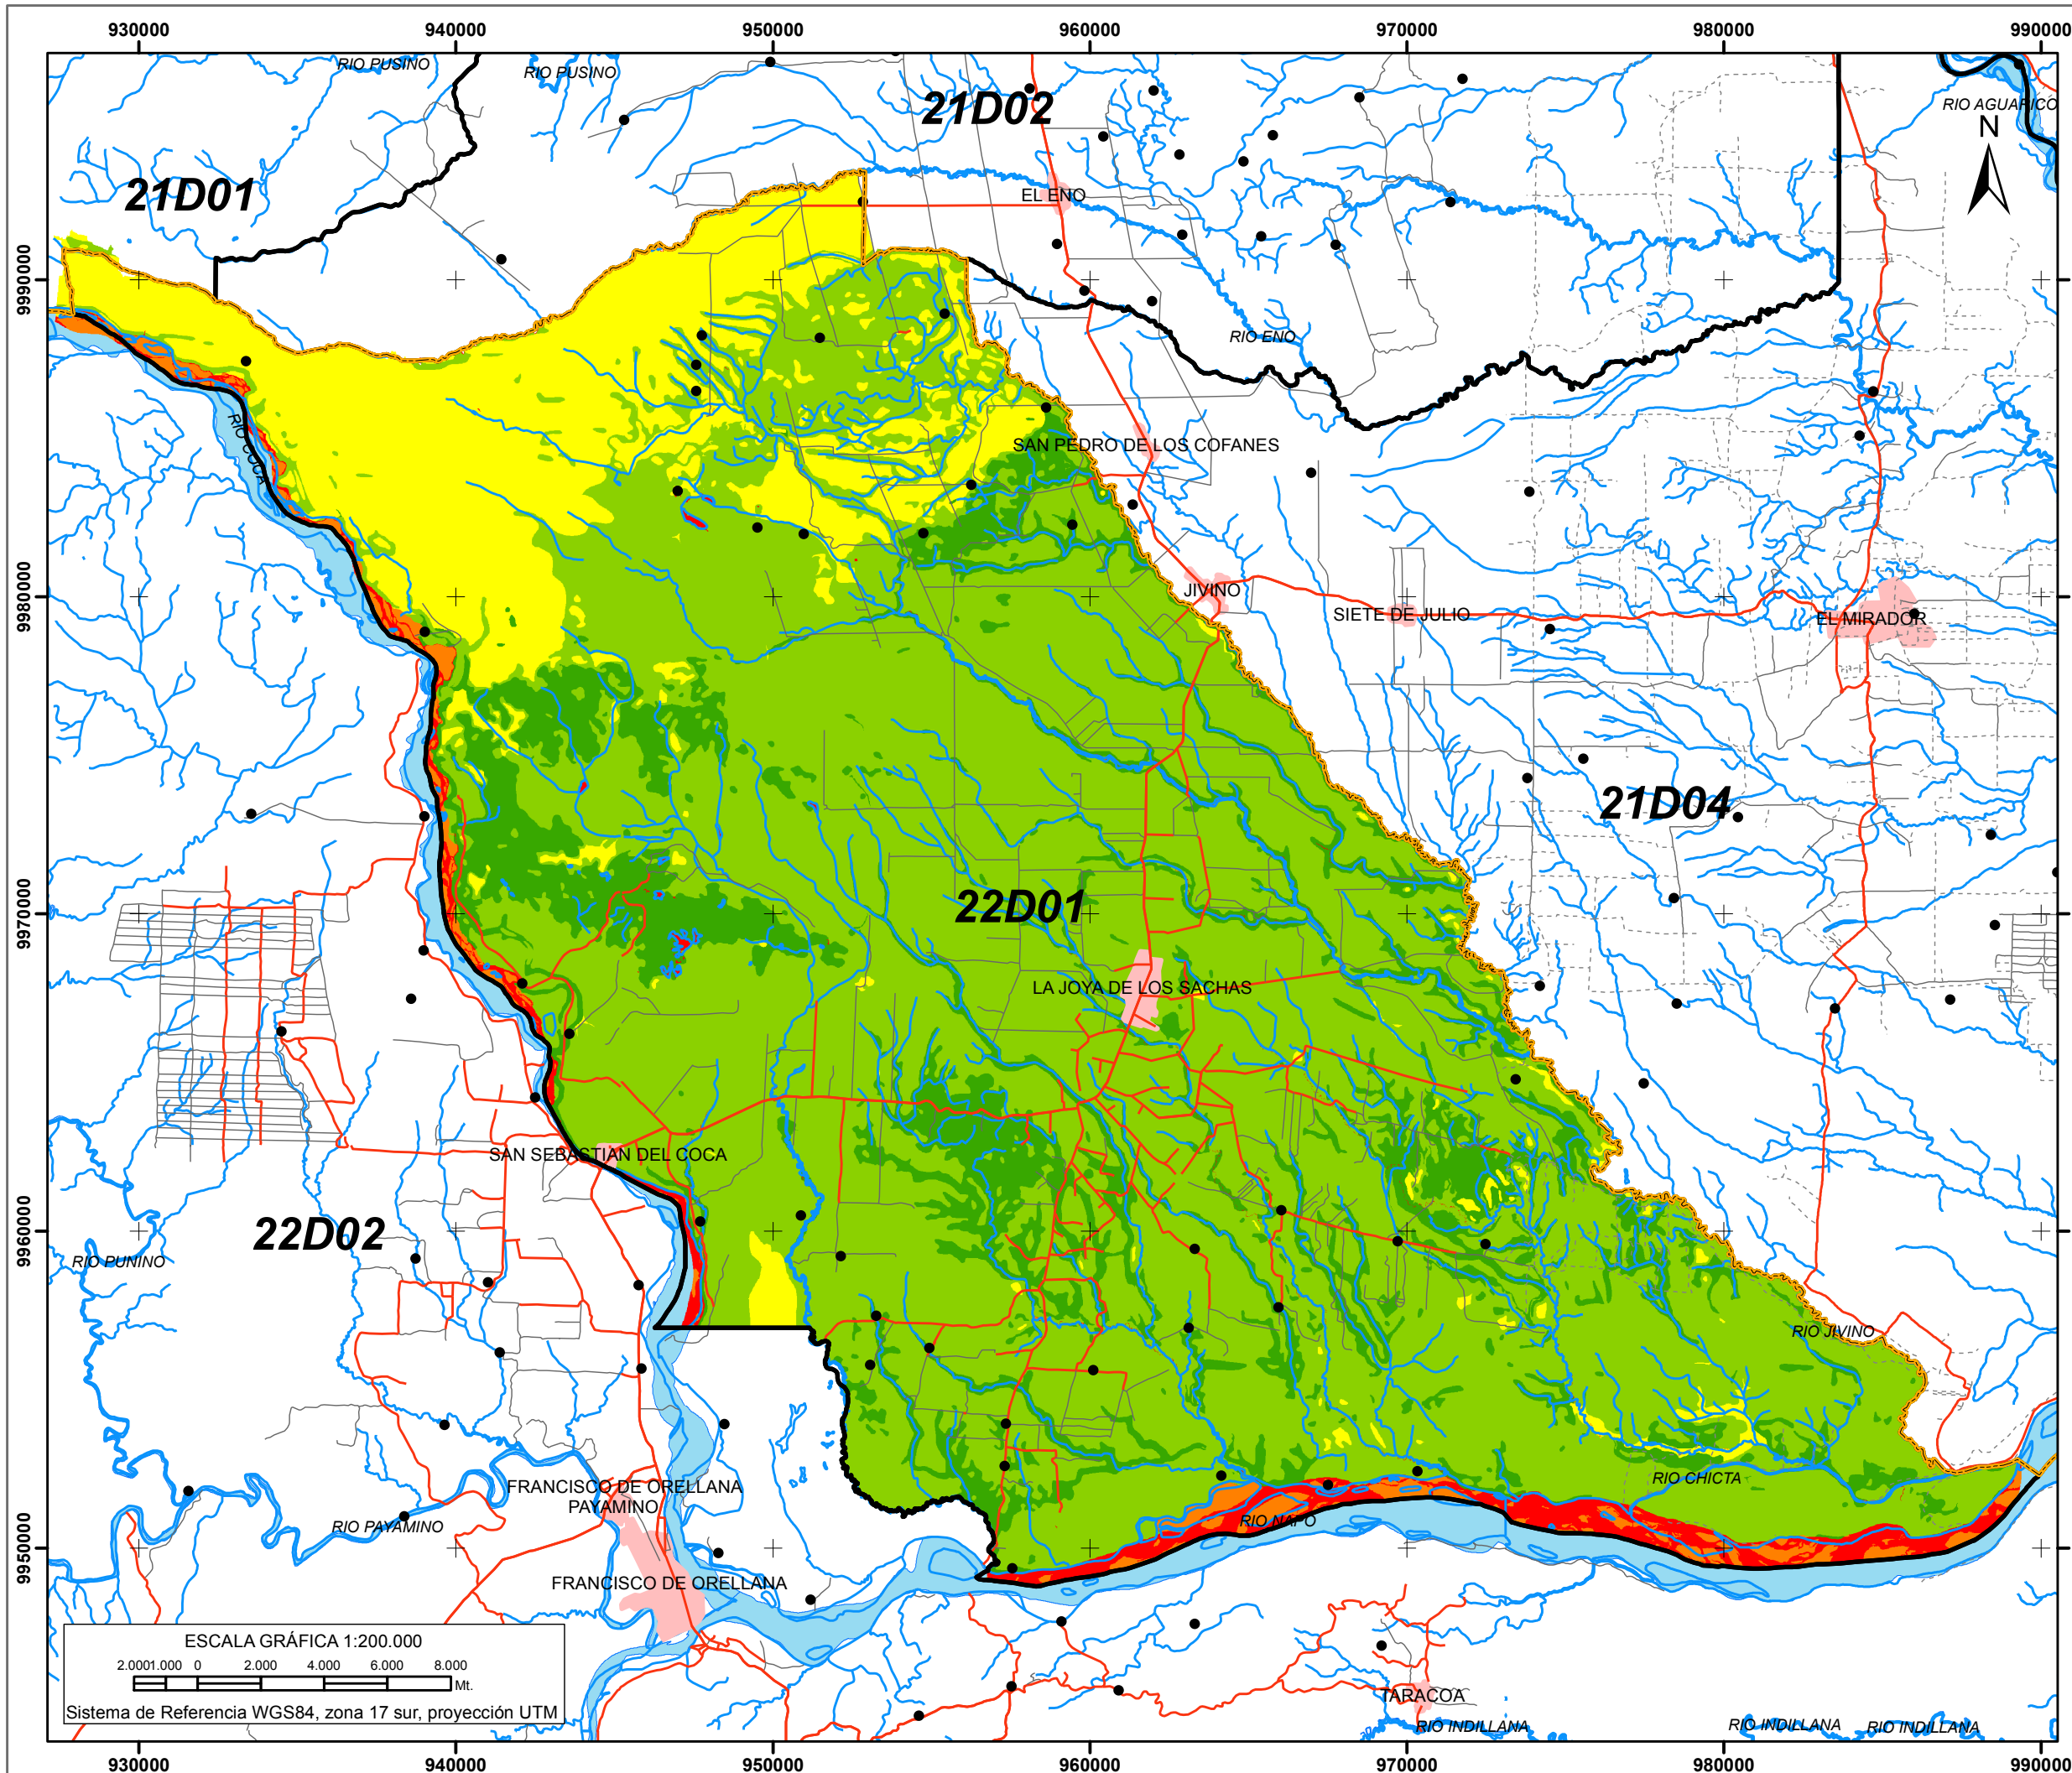 930000 940000 950000 960000 970000 980000 990000
RIO PUSINO
RIO PUSINO
21D02
RIO AGUARICO
N
21D01
EL ENO
9990000
RIO ENO
RIO COCA
SAN PEDRO DE LOS COFANES
9980000
JIVINO
SIETE DE JULIO
EL MIRADOR
21D04
9970000
22D01
LA JOYA DE LOS SACHAS
SAN SEBASTIAN DEL COCA
22D02
9960000
RIO PUNINO
RIO JIVINO
FRANCISCO DE ORELLANA
PAYAMINO
RIO CHICTA
RIO PAYAMINO
RIO NAPO
9950000
FRANCISCO DE ORELLANA
ESCALA GRÁFICA 1:200.000
2.000 1.000 0 2.000 4.000 6.000 8.000
Mt.
Sistema de Referencia WGS84, zona 17 sur, proyección UTM
TARACOA
RIO INDILLANA
RIO INDILLANA
RIO INDILLANA
930000 940000 950000 960000 970000 980000 990000